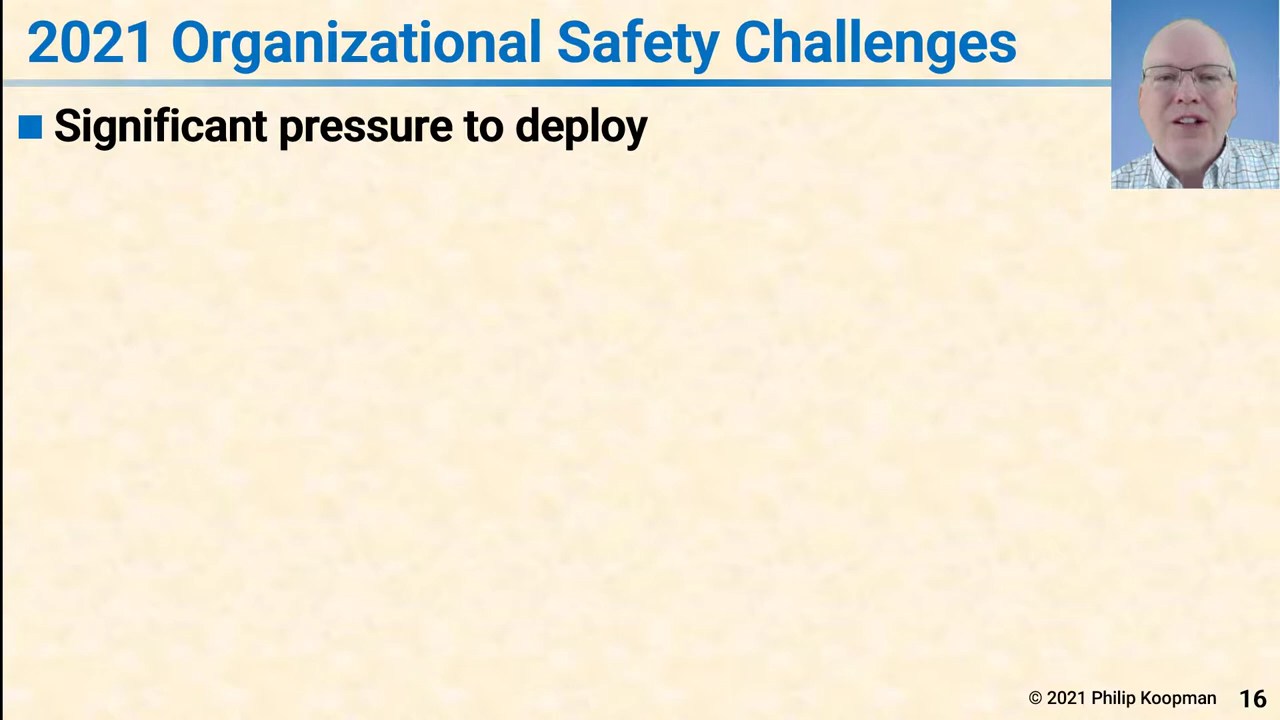 2021 Organizational Safety Challenges
Significant pressure to deploy
© 2021 Philip Koopman 16